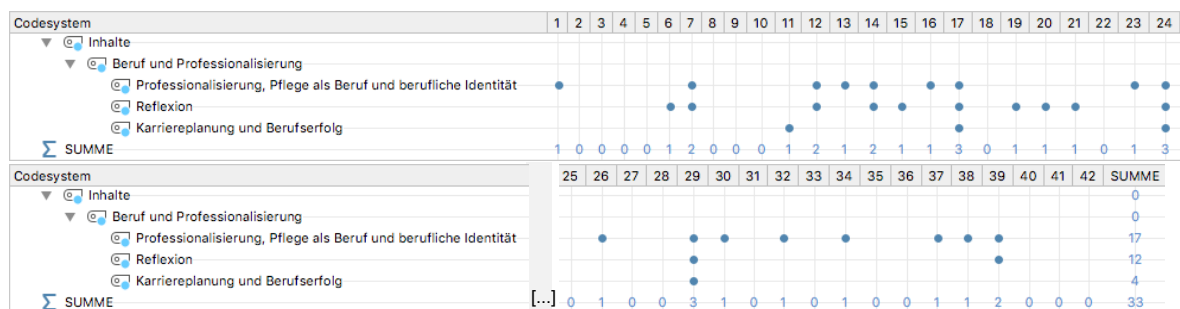 Codesystem 1 2 3 4 5 6 7 8 9 10 11 12 13 14 15 16 17 18 19 20 21 22 23 24
Inhalte
Beruf und Professionalisierung
Professionalisierung, Pflege als Beruf und berufliche Identität
Reflexion
Karriereplanung und Berufserfolg
Σ SUMME 1 0 0 0 0 1 2 0 0 0 1 2 1 2 1 1 3 0 1 1 1 0 1 3
Codesystem 25 26 27 28 29 30 31 32 33 34 35 36 37 38 39 40 41 42 SUMME
Inhalte 0
Beruf und Professionalisierung 0
Professionalisierung, Pflege als Beruf und berufliche Identität 17
Reflexion 12
Karriereplanung und Berufserfolg 4
Σ SUMME [...] 0 1 0 0 3 1 0 1 0 1 0 0 1 1 2 0 0 0 33